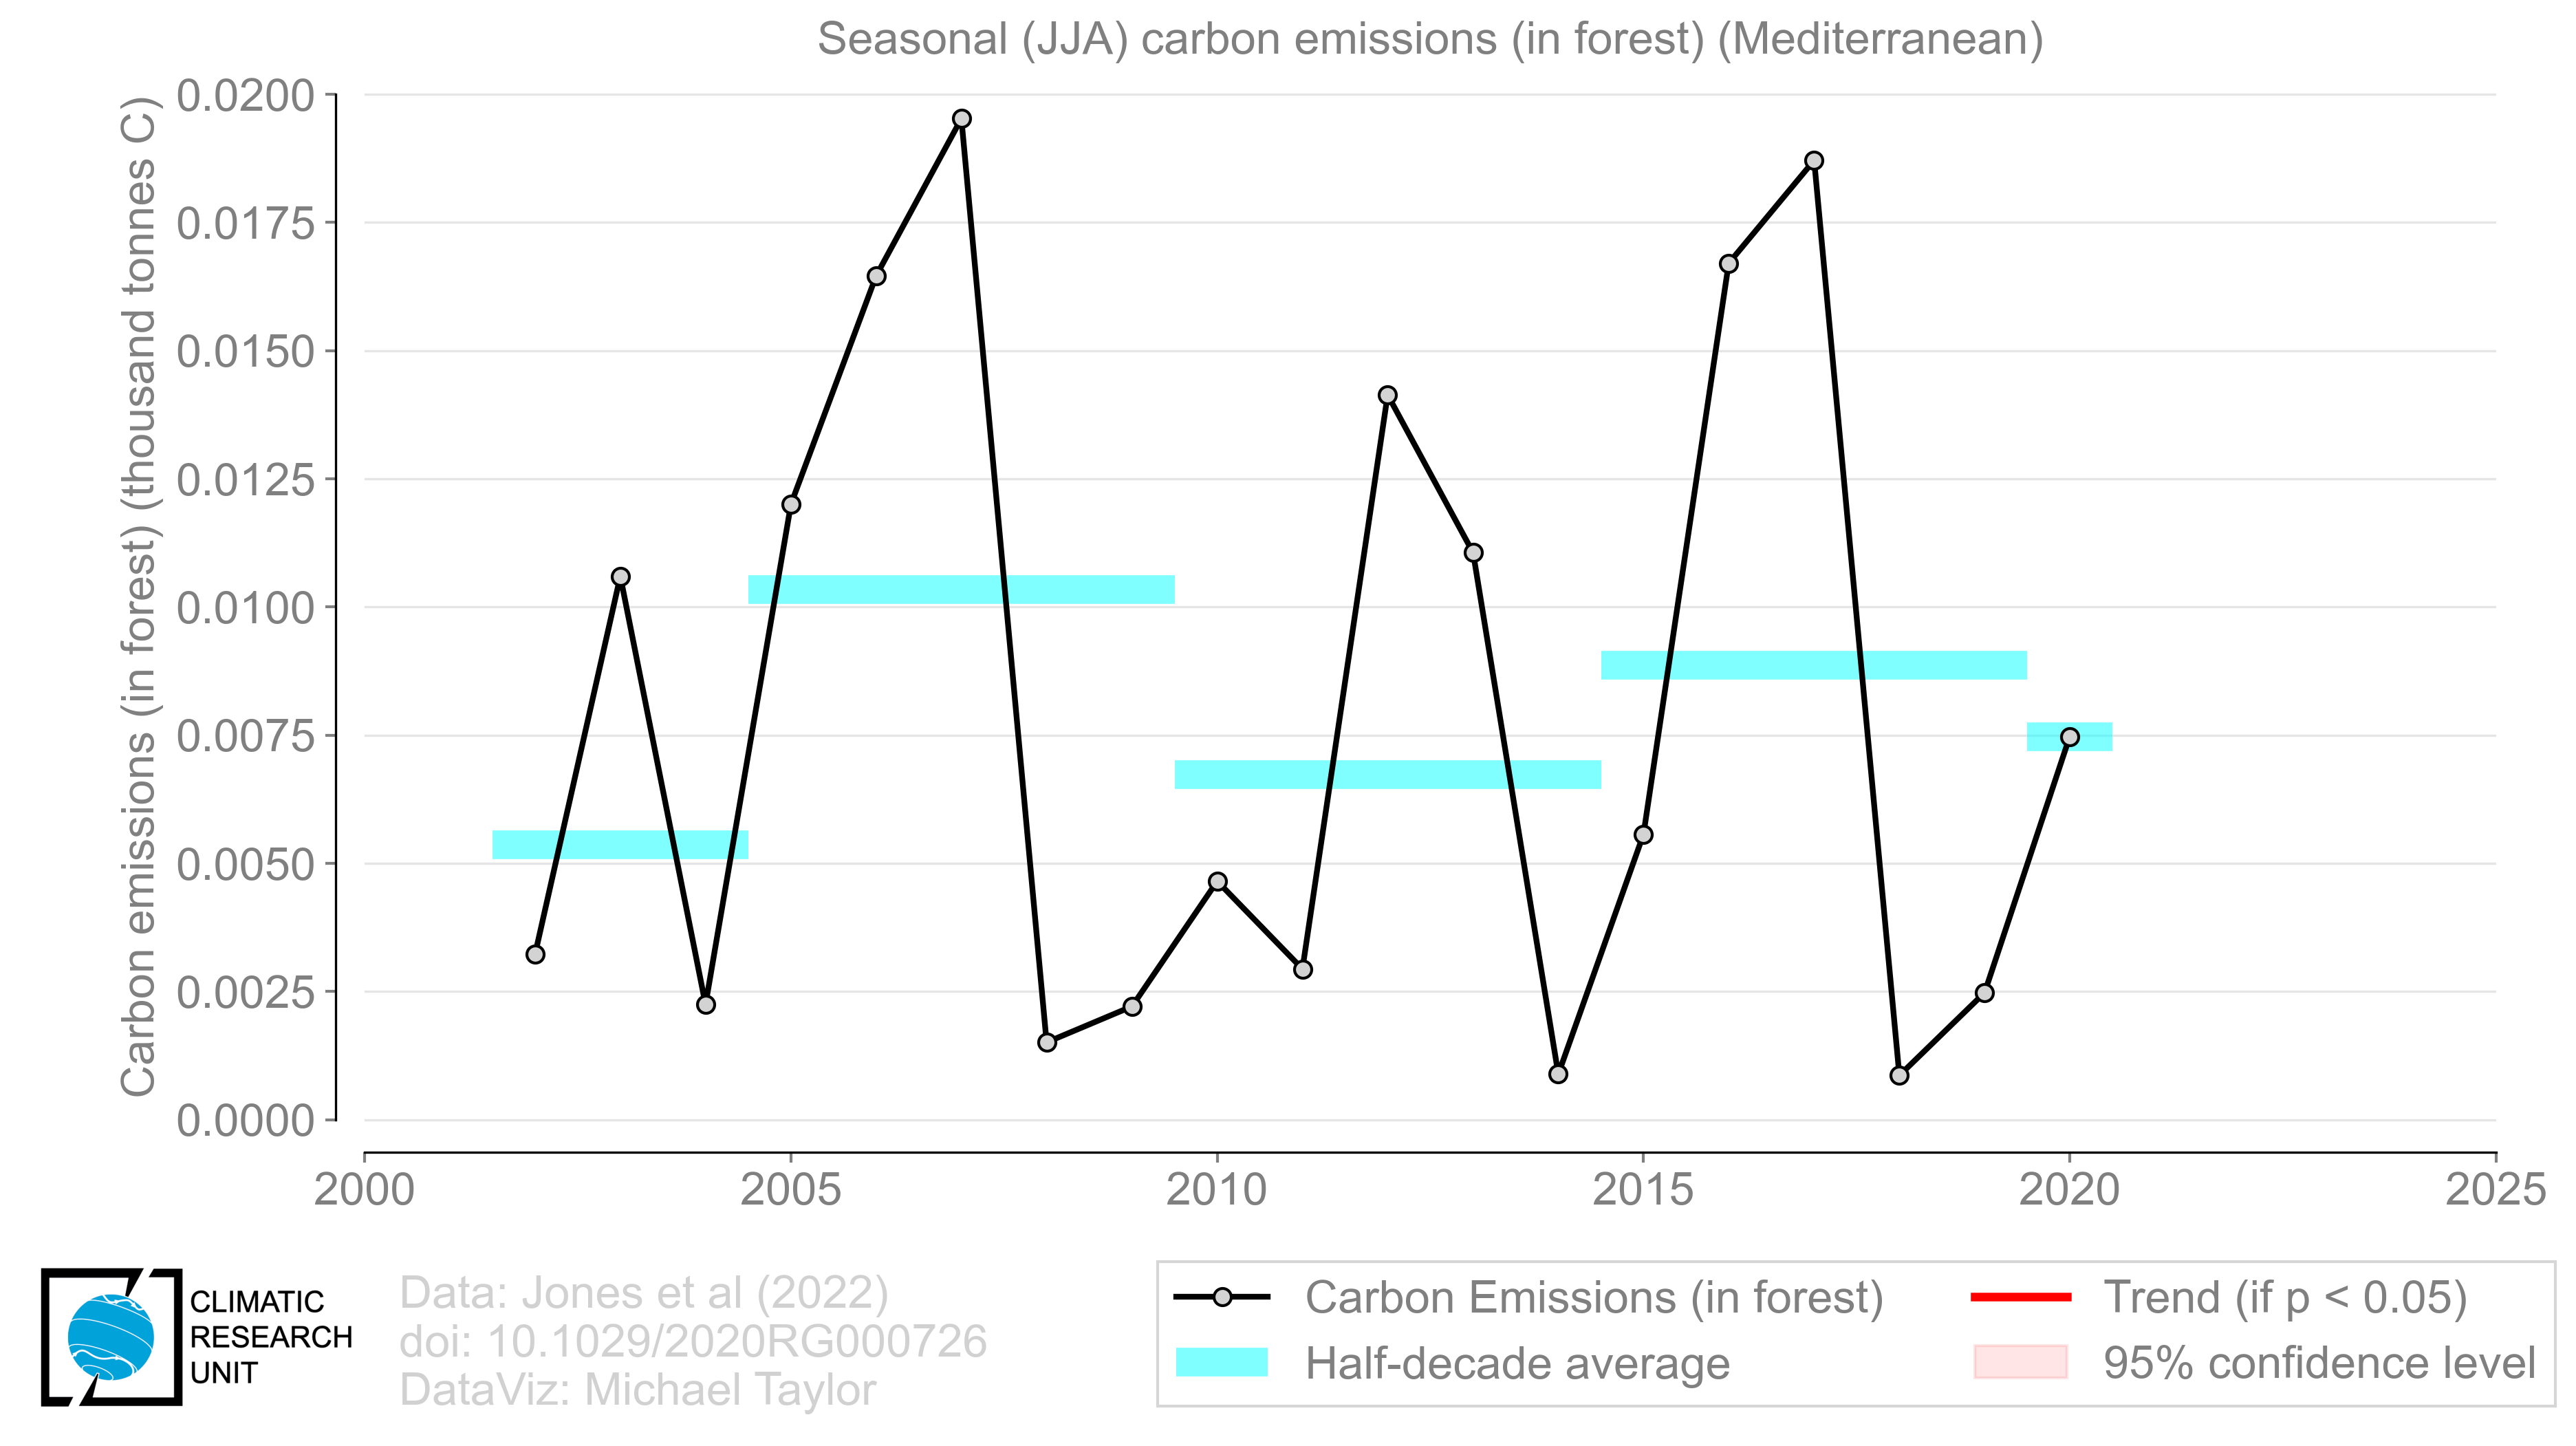 Seasonal (JJA) carbon emissions (in forest) (Mediterranean)
Carbon emissions (in forest) (thousand tonnes C)
0.0200
0.0175
0.0150
0.0125
0.0100
0.0075
0.0050
0.0025
0.0000
2000 2005 2010 2015 2020 2025
CLIMATIC
RESEARCH
UNIT
Data: Jones et al (2022)
doi: 10.1029/2020RG000726
DataViz: Michael Taylor
Carbon Emissions (in forest)
Half-decade average
Trend (if p < 0.05)
95% confidence level